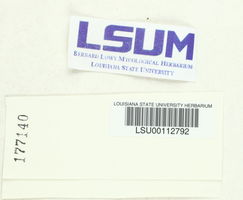 LSUM
BERNARD LOWY MYCOLOGICAL HERBARIUM
LOUISIANA STATE UNIVERSITY
LOUISIANA STATE UNIVERSITY HERBARIUM
LSU00112792
177140